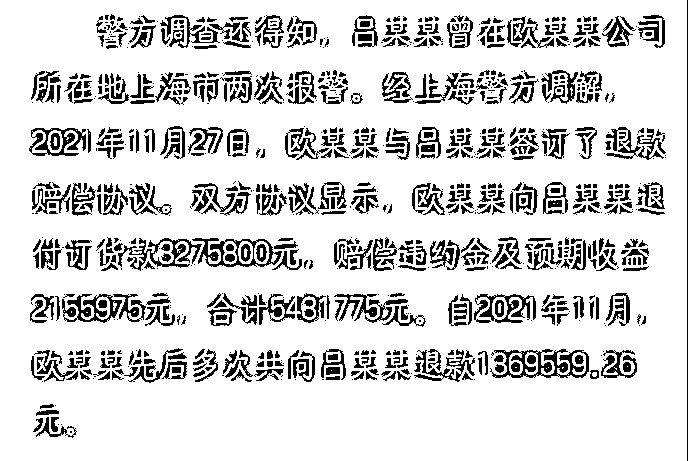 警方调查还得知，吕某某曾在欧某某公司
所在地上海市两次报警。经上海警方调解，
2021年11月27日，欧某某与吕某某签订了退款
赔偿协议。双方协议显示，欧某某向吕某某退
付订货款3275800元，赔偿违约金及预期收益
2155975元，合计5431775元。自2021年11月，
欧某某先后多次共向吕某某退款1869559.26
元。